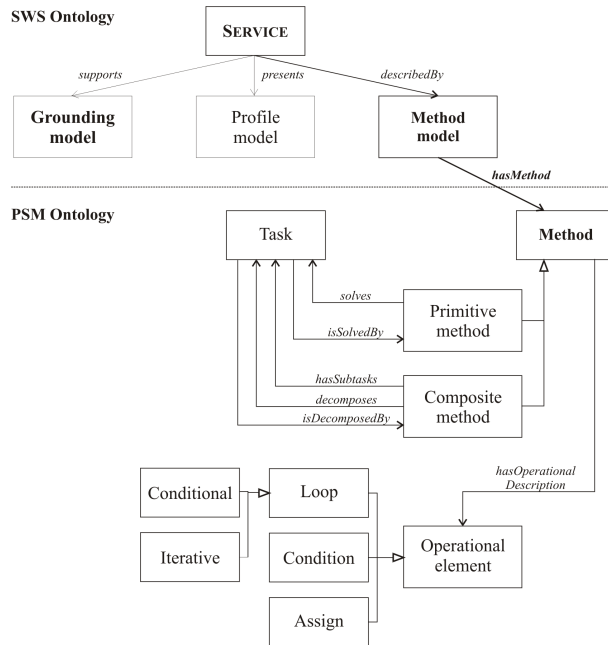 SWS Ontology
SERVICE
supports
presents
describedBy
Grounding
model
Profile
model
Method
model
hasMethod
PSM Ontology
Task
Method
solves
Primitive
method
isSolvedBy
hasSubtasks
decomposes
Composite
method
isDecomposedBy
hasOperational
Description
Conditional
Loop
Iterative
Condition
Operational
element
Assign